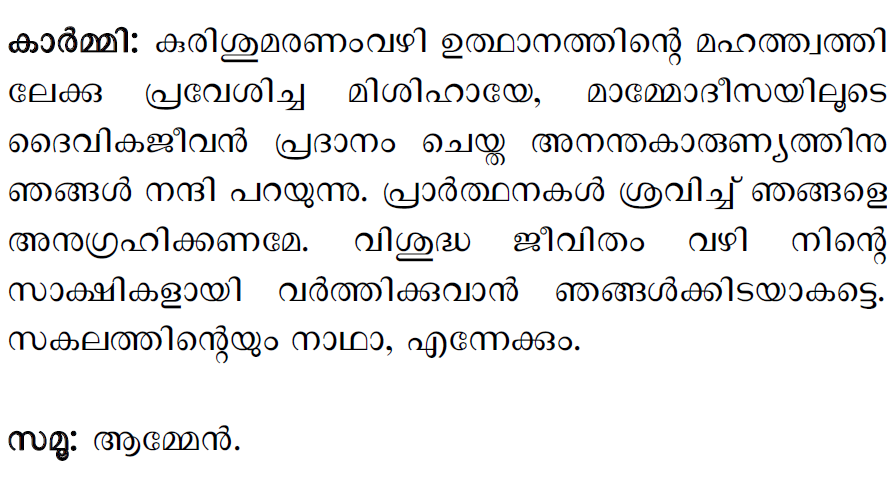 കാർമ്മി: കുരിശുമരണംവഴി ഉത്ഥാനത്തിന്റെ മഹത്ത്വത്തി
ലേക്കു പ്രവേശിച്ച മിശിഹായേ, മാമ്മോദീസയിലൂടെ
ദൈവികജീവൻ പ്രദാനം ചെയ്ത അനന്തകാരുണ്യത്തിനു
ഞങ്ങൾ നന്ദി പറയുന്നു. പ്രാർത്ഥനകൾ ശ്രവിച്ച് ഞങ്ങളെ
അനുഗ്രഹിക്കണമേ. വിശുദ്ധ ജീവിതം വഴി നിന്റെ
സാക്ഷികളായി വർത്തിക്കുവാൻ ഞങ്ങൾക്കിടയാകട്ടെ.
സകലത്തിന്റെയും നാഥാ, എന്നേക്കും.
സമൂ: ആമ്മേൻ.